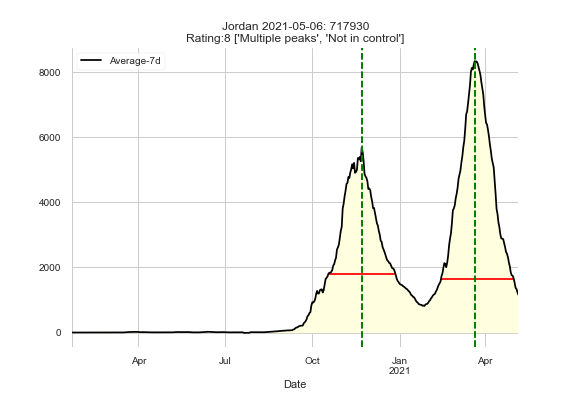 Jordan 2021-05-06: 717930
Rating:8 ['Multiple peaks', 'Not in control']
Average-7d
8000
6000
4000
2000
0
Apr
Jul
Oct
Jan
2021
Apr
Date